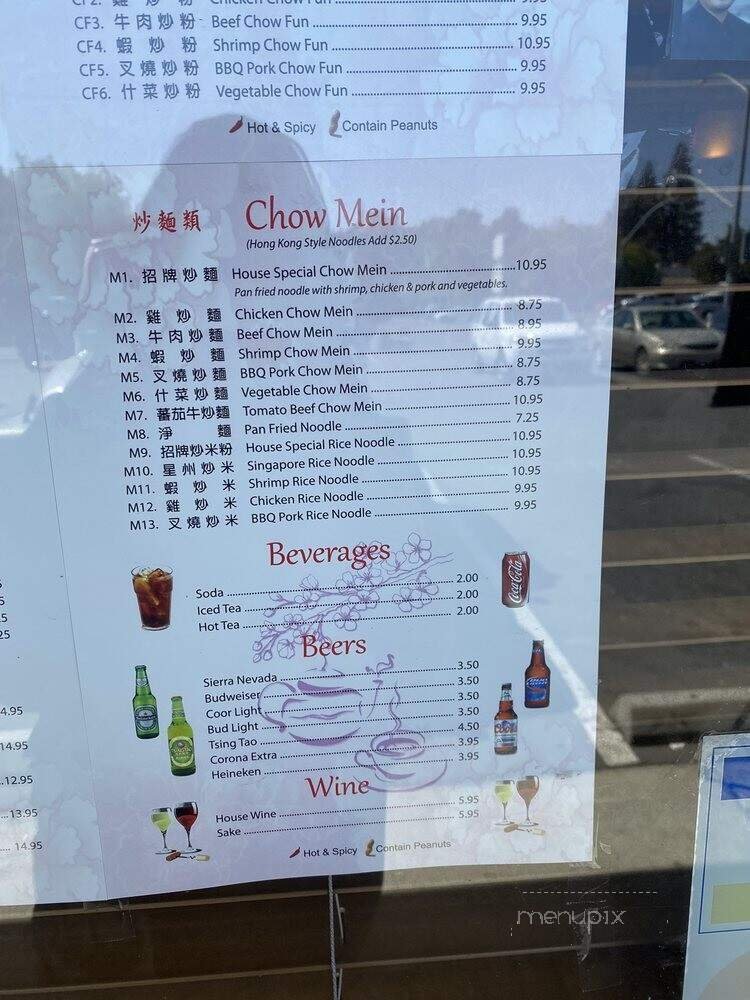 CF2. 雞 炒 粉 Chicken Chow Fun 9.95
CF3. 牛肉炒粉 Beef Chow Fun 9.95
CF4. 蝦 炒 粉 Shrimp Chow Fun 10.95
CF5. 叉燒炒粉 BBQ Pork Chow Fun 9.95
CF6. 什菜炒粉 Vegetable Chow Fun 9.95
Hot & Spicy Contain Peanuts
炒麵類 Chow Mein
(Hong Kong Style Noodles Add $2.50)
M1. 招牌炒麵 House Special Chow Mein 10.95
Pan fried noodle with shrimp, chicken & pork and vegetables.
M2. 雞 炒 麵 Chicken Chow Mein 8.75
M3. 牛肉炒麵 Beef Chow Mein 8.95
M4. 蝦 炒 麵 Shrimp Chow Mein 9.95
M5. 叉燒炒麵 BBQ Pork Chow Mein 8.75
M6. 什菜炒麵 Vegetable Chow Mein 8.75
M7. 蕃茄牛炒麵 Tomato Beef Chow Mein 10.95
M8. 淨 麵 Pan Fried Noodle 7.25
M9. 招牌炒米粉 House Special Rice Noodle 10.95
M10. 星州炒米 Singapore Rice Noodle 10.95
M11. 蝦 炒 米 Shrimp Rice Noodle 10.95
M12. 雞 炒 米 Chicken Rice Noodle 9.95
M13. 叉燒炒米 BBQ Pork Rice Noodle 9.95
Beverages
Soda 2.00
Iced Tea 2.00
Hot Tea 2.00
Coca-Cola
Beers
Sierra Nevada 3.50
Budweiser 3.50
Coor Light 3.50
Bud Light 3.50
Tsing Tao 4.50
Corona Extra 3.95
Heineken 3.95
Wine
House Wine 5.95
Sake 5.95
Hot & Spicy Contain Peanuts
4.95
14.95
12.95
13.95
14.95
menupix